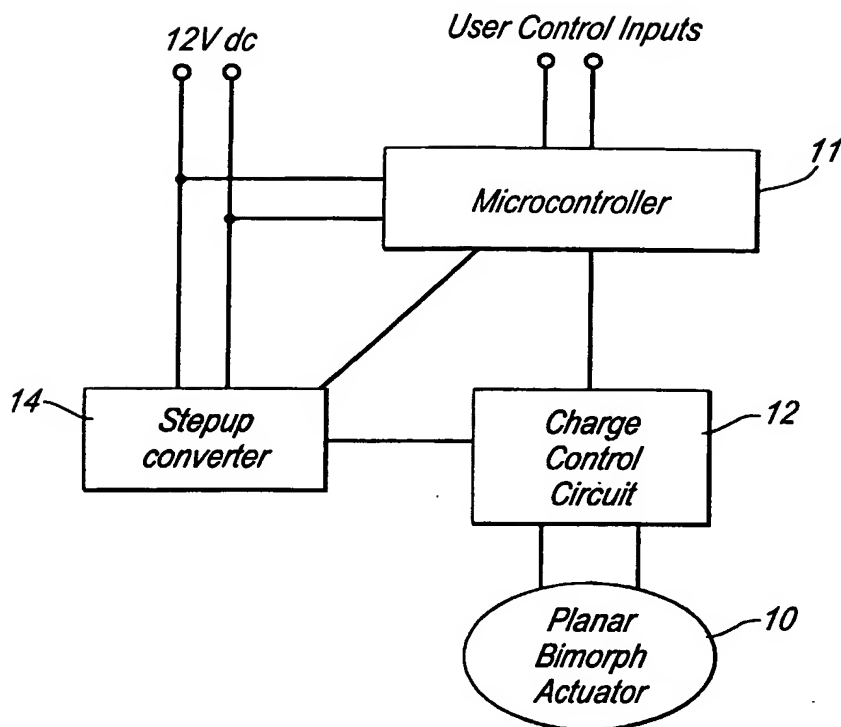 12V dc
User Control Inputs
11
Microcontroller
14
Stepup
converter
12
Charge
Control
Circuit
10
Planar
Bimorph
Actuator